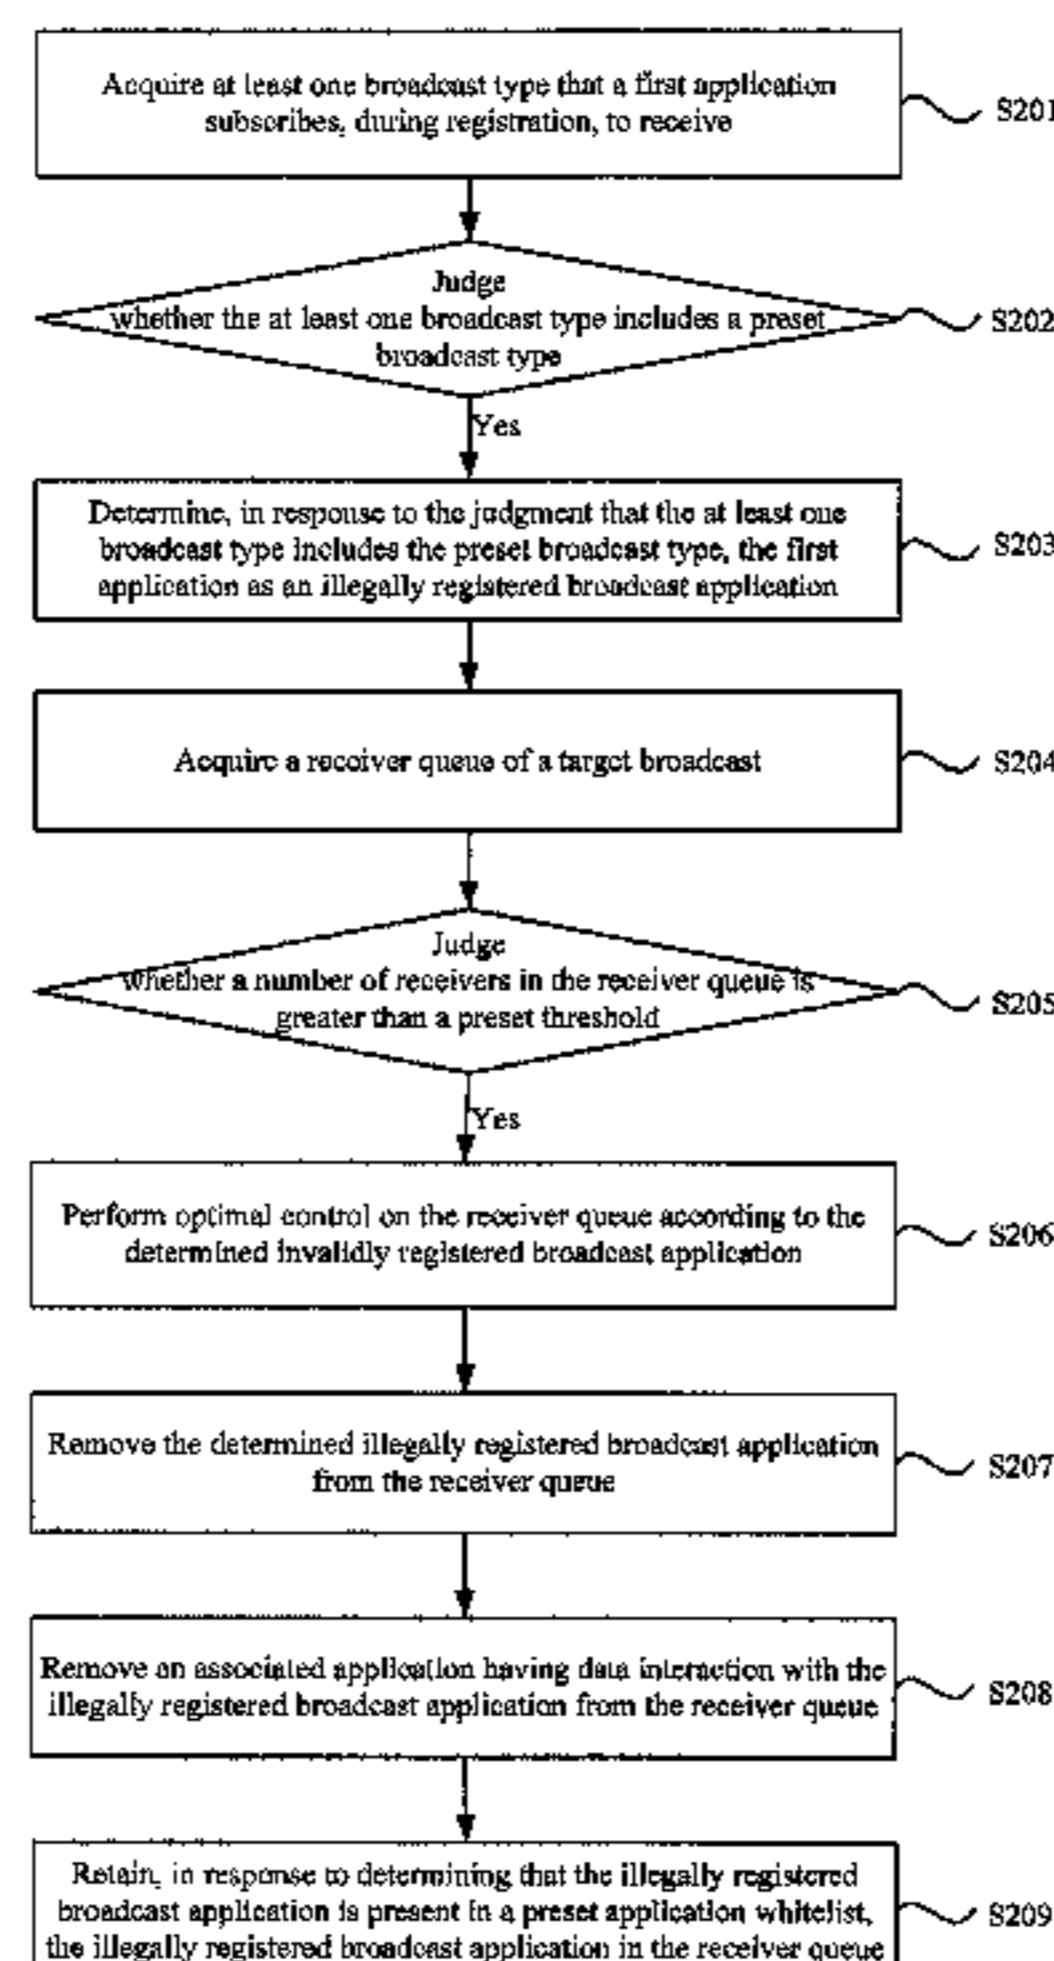 Acquire at least one broadcast type that a first application
subscribes, during registration, to receive
S201
Judge
whether the at least one broadcast type includes a preset
broadcast type
S202
Yes
Determine, in response to the judgment that the at least one
broadcast type includes the preset broadcast type, the first
application as an illegally registered broadcast application
S203
Acquire a receiver queue of a target broadcast
S204
Judge
whether a number of receivers in the receiver queue is
greater than a preset threshold
S205
Yes
Perform optimal control on the receiver queue according to the
determined invalidly registered broadcast application
S206
Remove the determined illegally registered broadcast application
from the receiver queue
S207
Remove an associated application having data interaction with the
illegally registered broadcast application from the receiver queue
S208
Retain, in response to determining that the illegally registered
broadcast application is present in a preset application whitelist,
the illegally registered broadcast application in the receiver queue
S209